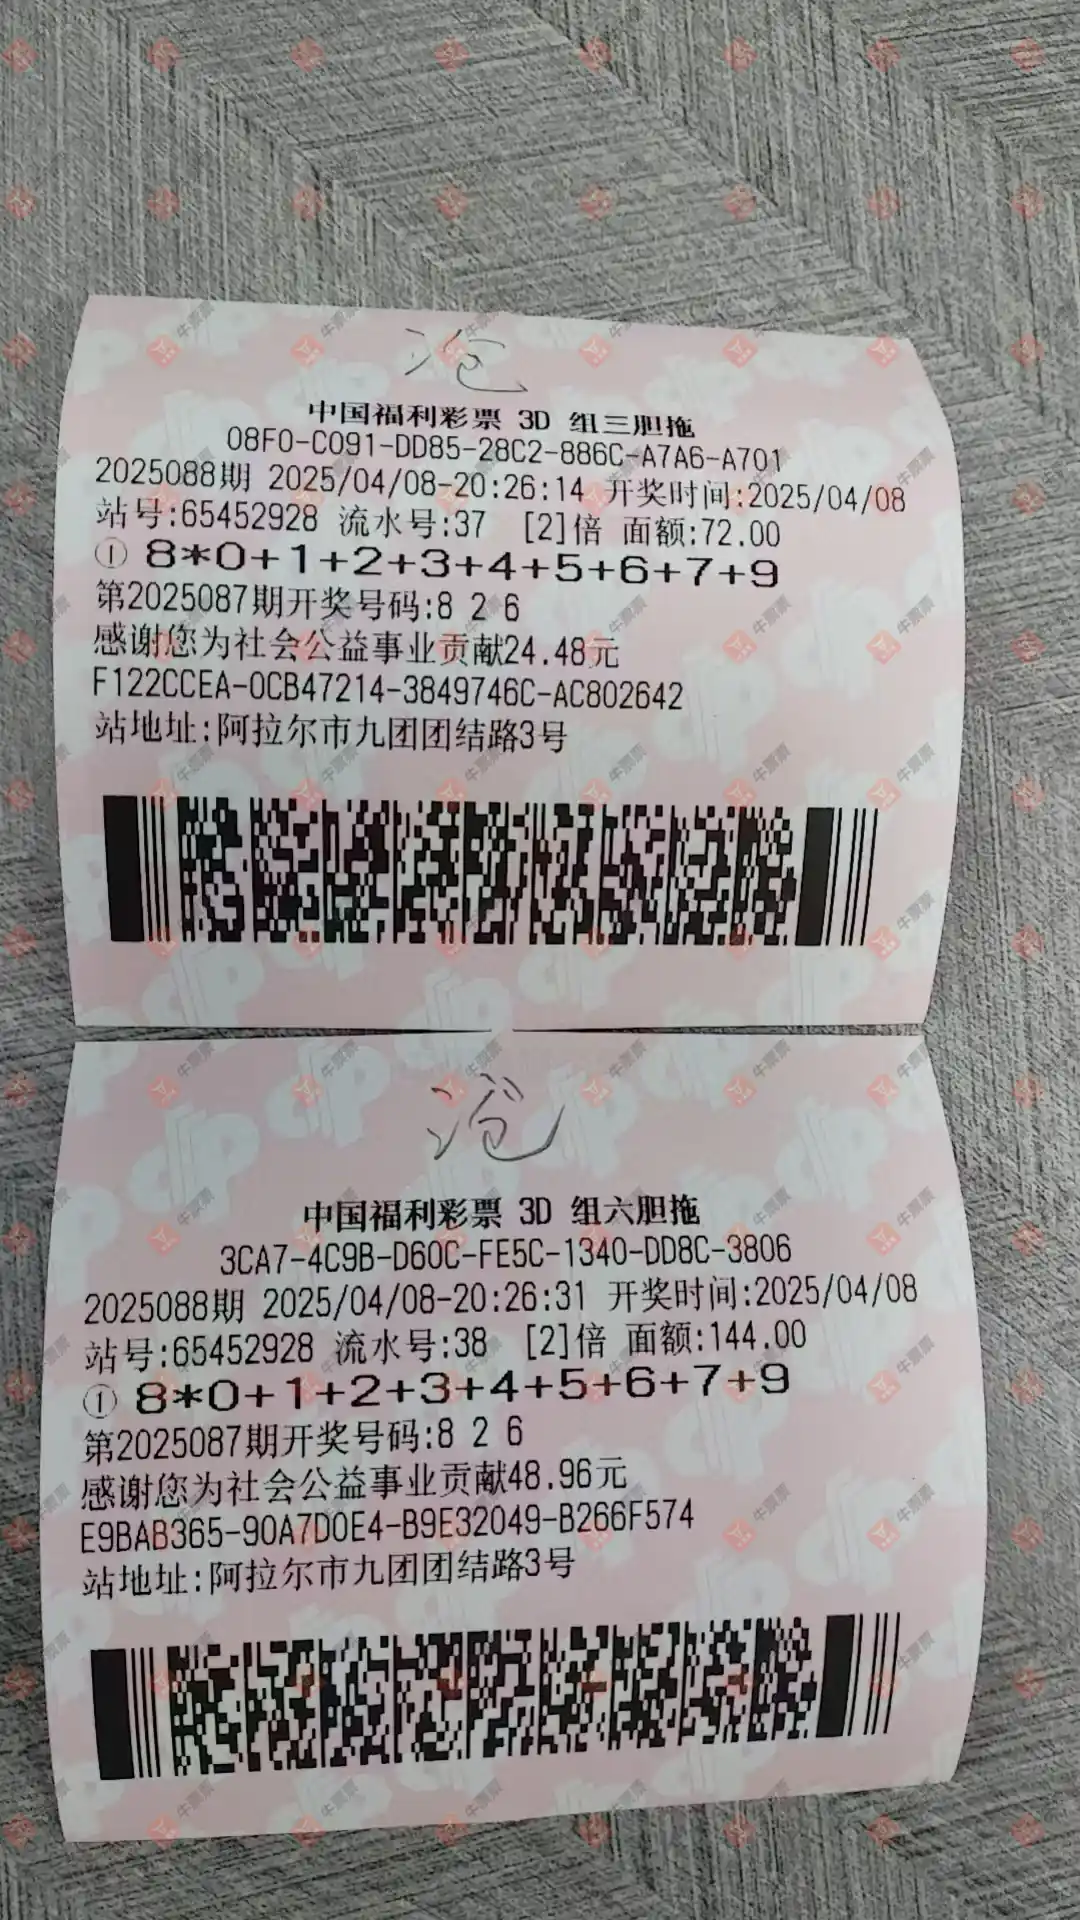 中国福利彩票 3D 组三胆拖
08F0-C091-DD85-28C2-886C-A7A6-A701
2025088期 2025/04/08-20:26:14 开奖时间:2025/04/08
站号:65452928 流水号:37 [2]倍 面额:72.00
① 8*0+1+2+3+4+5+6+7+9
第2025087期开奖号码:8 2 6
感谢您为社会公益事业贡献24.48元
F122CCEA-0CB47214-3849746C-AC802642
站地址:阿拉尔市九团团结路3号
中国福利彩票 3D 组六胆拖
3CA7-4C9B-D60C-FE5C-1340-DD8C-3806
2025088期 2025/04/08-20:26:31 开奖时间:2025/04/08
站号:65452928 流水号:38 [2]倍 面额:144.00
① 8*0+1+2+3+4+5+6+7+9
第2025087期开奖号码:8 2 6
感谢您为社会公益事业贡献48.96元
E9BAB365-90A7D0E4-B9E32049-B266F574
站地址:阿拉尔市九团团结路3号
牛票票